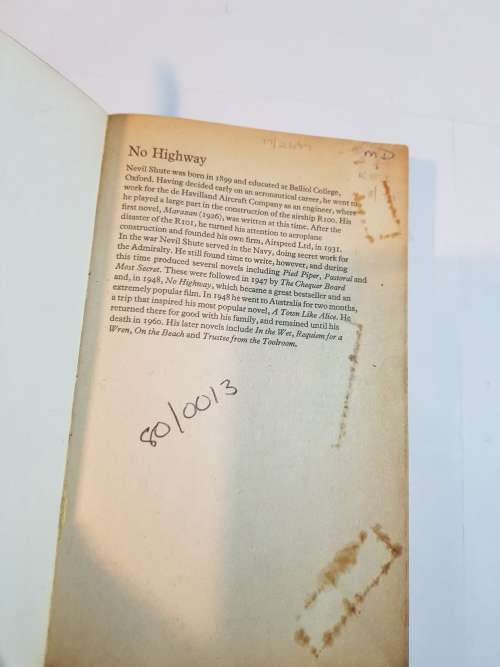 No Highway
Nevil Shute was born in 1899 and educated at Balliol College,
Oxford. Having decided early on an aeronautical career, he went to
work for the de Havilland Aircraft Company as an engineer, where
he played a large part in the construction of the airship R100. His
first novel, Marazan (1926), was written at this time. After the
disaster of the R101, he turned his attention to aeroplane
construction and founded his own firm, Airspeed Ltd, in 1931.
In the war Nevil Shute served in the Navy, doing secret work for
the Admiralty. He still found time to write, however, and during
this time produced several novels including Pied Piper, Pastoral and
Most Secret. These were followed in 1947 by The Chequer Board
and, in 1948, No Highway, which became a great bestseller and an
extremely popular film. In 1948 he went to Australia for two months,
a trip that inspired his most popular novel, A Town Like Alice. He
returned there for good with his family, and remained until his
death in 1960. His later novels include In the Wet, Requiem for a
Wren, On the Beach and Trustee from the Toolroom.
80/0013